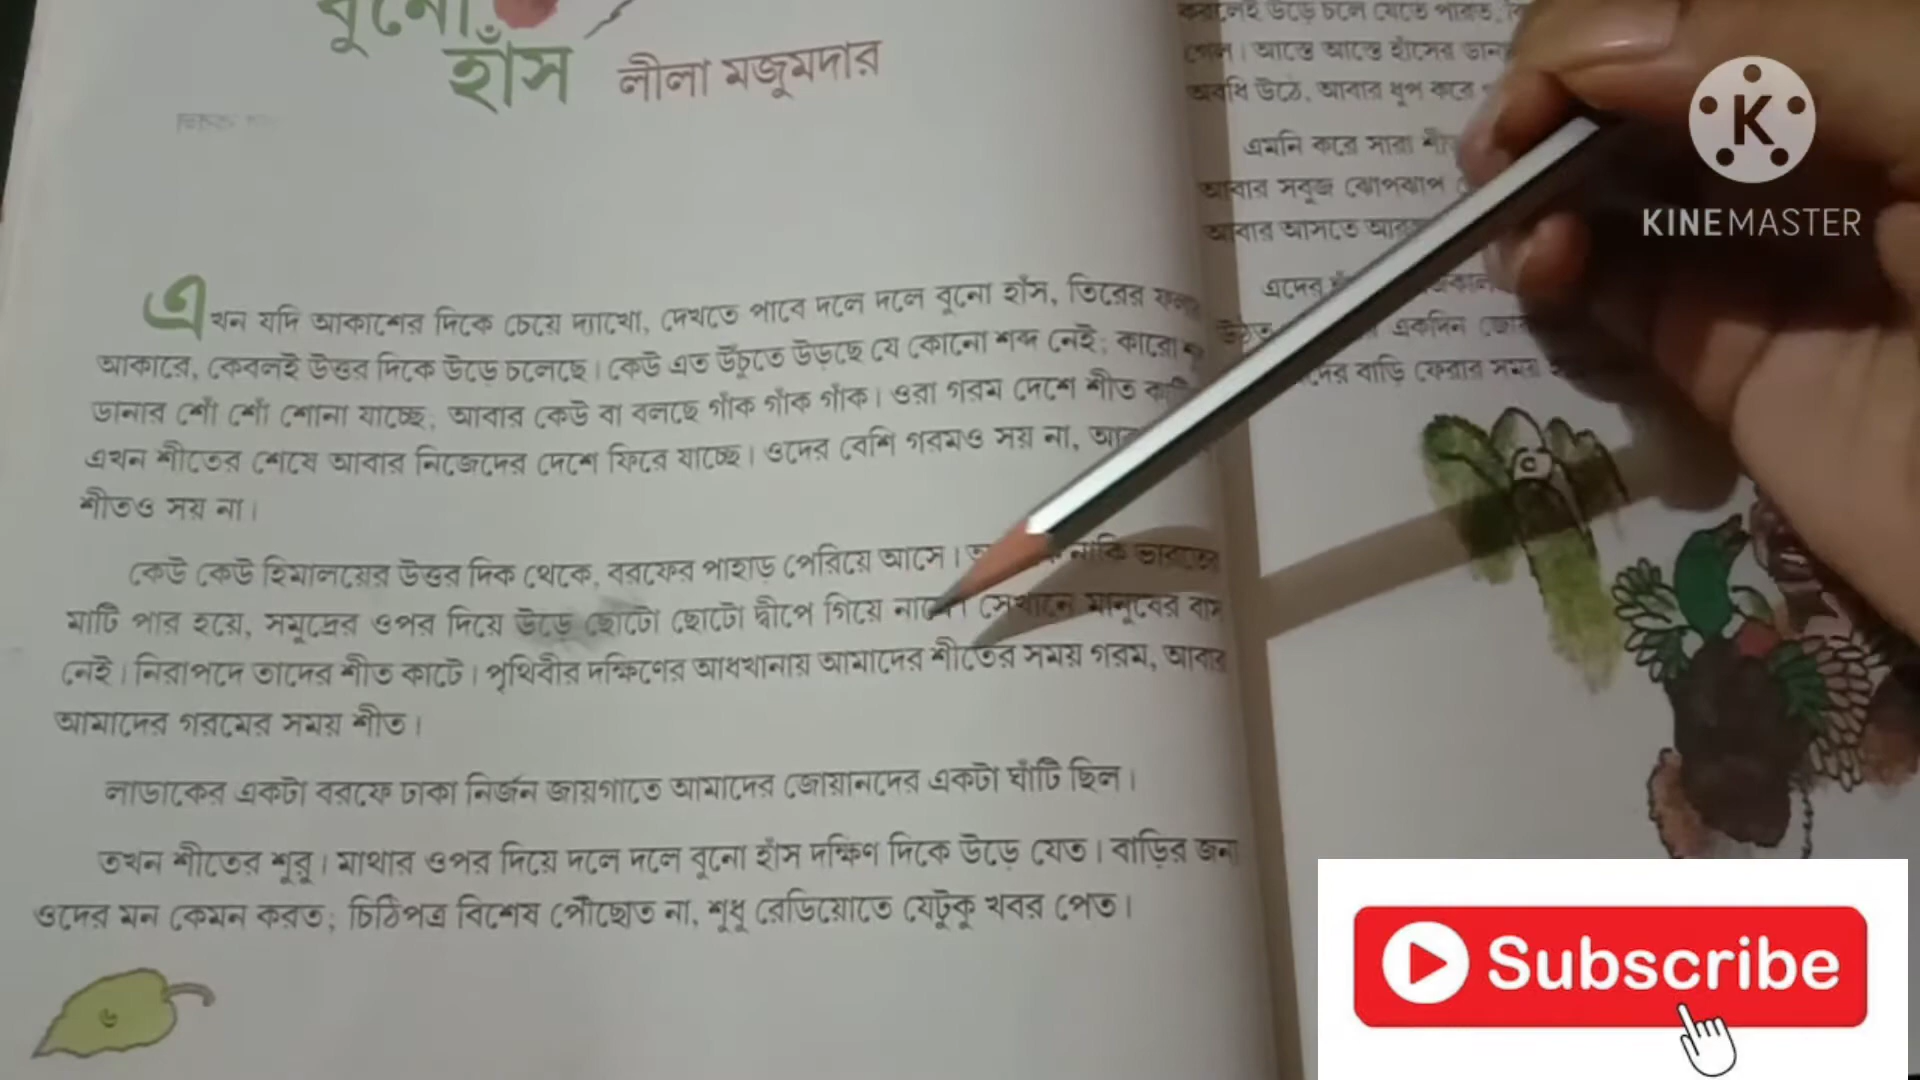 বুনো
হাঁস লীলা মজুমদার
এখন যদি আকাশের দিকে চেয়ে দ্যাখো, দেখতে পাবে দলে দলে বুনো হাঁস, তিরের
আকারে, কেবলই উত্তর দিকে উড়ে চলেছে। কেউ এত উঁচুতে উড়ছে যে কোনো শব্দ নেই; কারো
ডানার শোঁ শোঁ শোনা যাচ্ছে; আবার কেউ বা বলছে গাঁক গাঁক গাঁক। ওরা গরম দেশে শীত
এখন শীতের শেষে আবার নিজেদের দেশে ফিরে যাচ্ছে। ওদের বেশি গরমও সয় না,
শীতও সয় না।
কেউ কেউ হিমালয়ের উত্তর দিক থেকে, বরফের পাহাড় পেরিয়ে আসে। নাকি ভারতের
মাটি পার হয়ে, সমুদ্রের ওপর দিয়ে উড়ে ছোটো ছোটো দ্বীপে গিয়ে নামে। সেখানে মানুষের বাস
নেই। নিরাপদে তাদের শীত কাটে। পৃথিবীর দক্ষিণের আধখানায় আমাদের শীতের সময় গরম, আবার
আমাদের গরমের সময় শীত।
লাডাকের একটা বরফে ঢাকা নির্জন জায়গাতে আমাদের জোয়ানদের একটা ঘাঁটি ছিল।
তখন শীতের শুরু। মাথার ওপর দিয়ে দলে দলে বুনো হাঁস দক্ষিণ দিকে উড়ে যেত। বাড়ির জন্য
ওদের মন কেমন করত; চিঠিপত্র বিশেষ পৌঁছোত না, শুধু রেডিয়োতে যেটুকু খবর পেত।
৬
উড়ে চলে যেতে পারত,
গেল। আস্তে আস্তে হাঁসের
অবধি উঠে, আবার ধুপ করে
এমনি করে সারা
আবার সবুজ ঝোপঝাপ
আবার আসতে
এদের
একদিন
বাড়ি ফেরার সময়
K
KINEMASTER
Subscribe